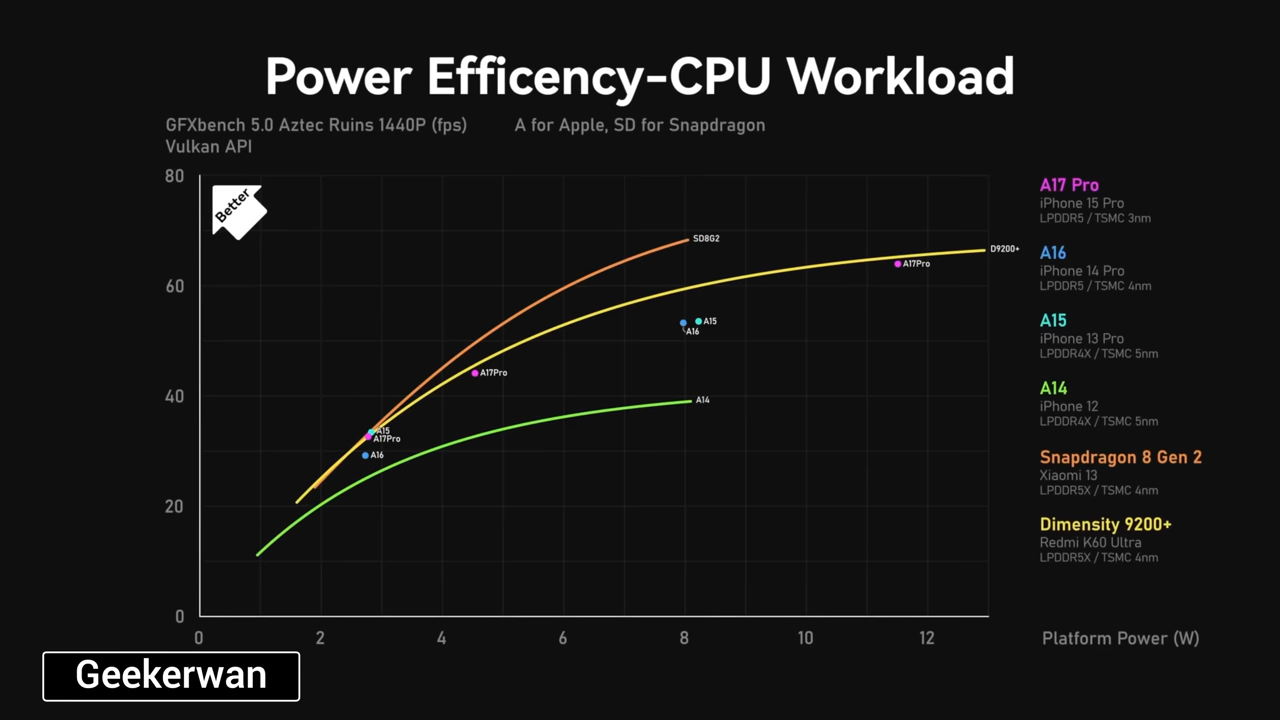 Power Efficency-CPU Workload
GFXbench 5.0 Aztec Ruins 1440P (fps)
A for Apple, SD for Snapdragon
Vulkan API
80
60
40
20
0
Better
SD8G2
D9200+
A17Pro
A15
A16
A17Pro
A14
A15
A17Pro
A16
0
2
4
6
8
10
12
Platform Power (W)
A17 Pro
iPhone 15 Pro
LPDDR5 / TSMC 3nm
A16
iPhone 14 Pro
LPDDR5 / TSMC 4nm
A15
iPhone 13 Pro
LPDDR4X / TSMC 5nm
A14
iPhone 12
LPDDR4X / TSMC 5nm
Snapdragon 8 Gen 2
Xiaomi 13
LPDDR5X / TSMC 4nm
Dimensity 9200+
Redmi K60 Ultra
LPDDR5X / TSMC 4nm
Geekerwan